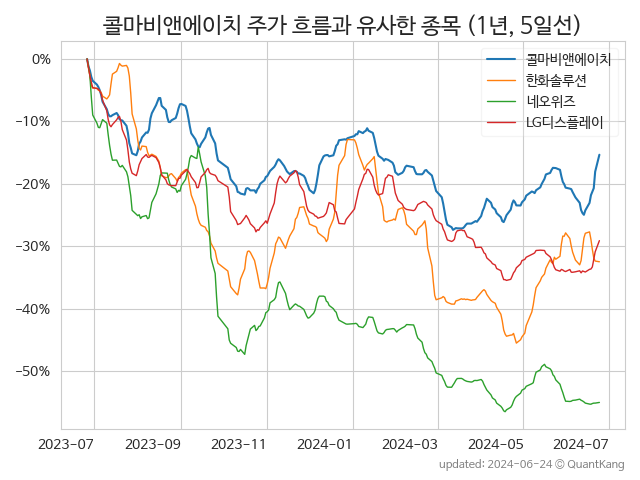 콜마비앤에이치 주가 흐름과 유사한 종목 (1년, 5일선)
콜마비앤에이치
한화솔루션
네오위즈
LG디스플레이
0%
−10%
−20%
−30%
−40%
−50%
2023-07
2023-09
2023-11
2024-01
2024-03
2024-05
2024-07
updated: 2024-06-24 ⓒ QuantKang